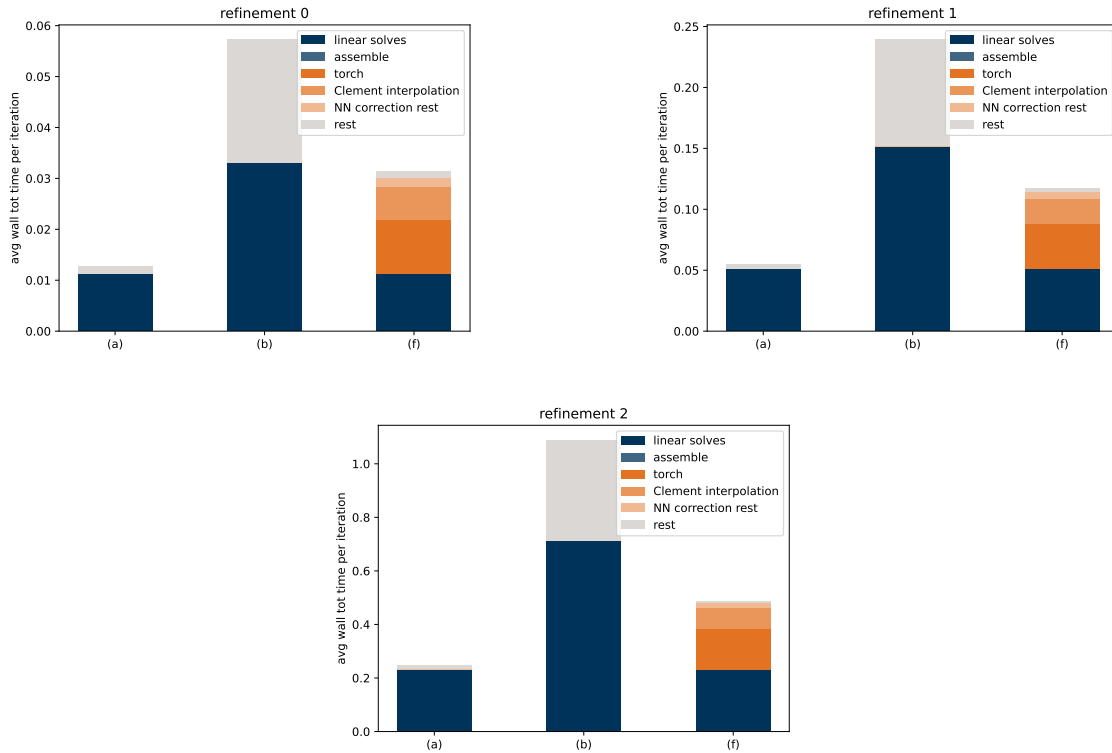 refinement 0
avg wall tot time per iteration
0.06
0.05
0.04
0.03
0.02
0.01
0.00
(a)
(b)
(f)
linear solves
assemble
torch
Clement interpolation
NN correction rest
rest
refinement 1
avg wall tot time per iteration
0.25
0.20
0.15
0.10
0.05
0.00
(a)
(b)
(f)
linear solves
assemble
torch
Clement interpolation
NN correction rest
rest
refinement 2
avg wall tot time per iteration
1.0
0.8
0.6
0.4
0.2
0.0
(a)
(b)
(f)
linear solves
assemble
torch
Clement interpolation
NN correction rest
rest